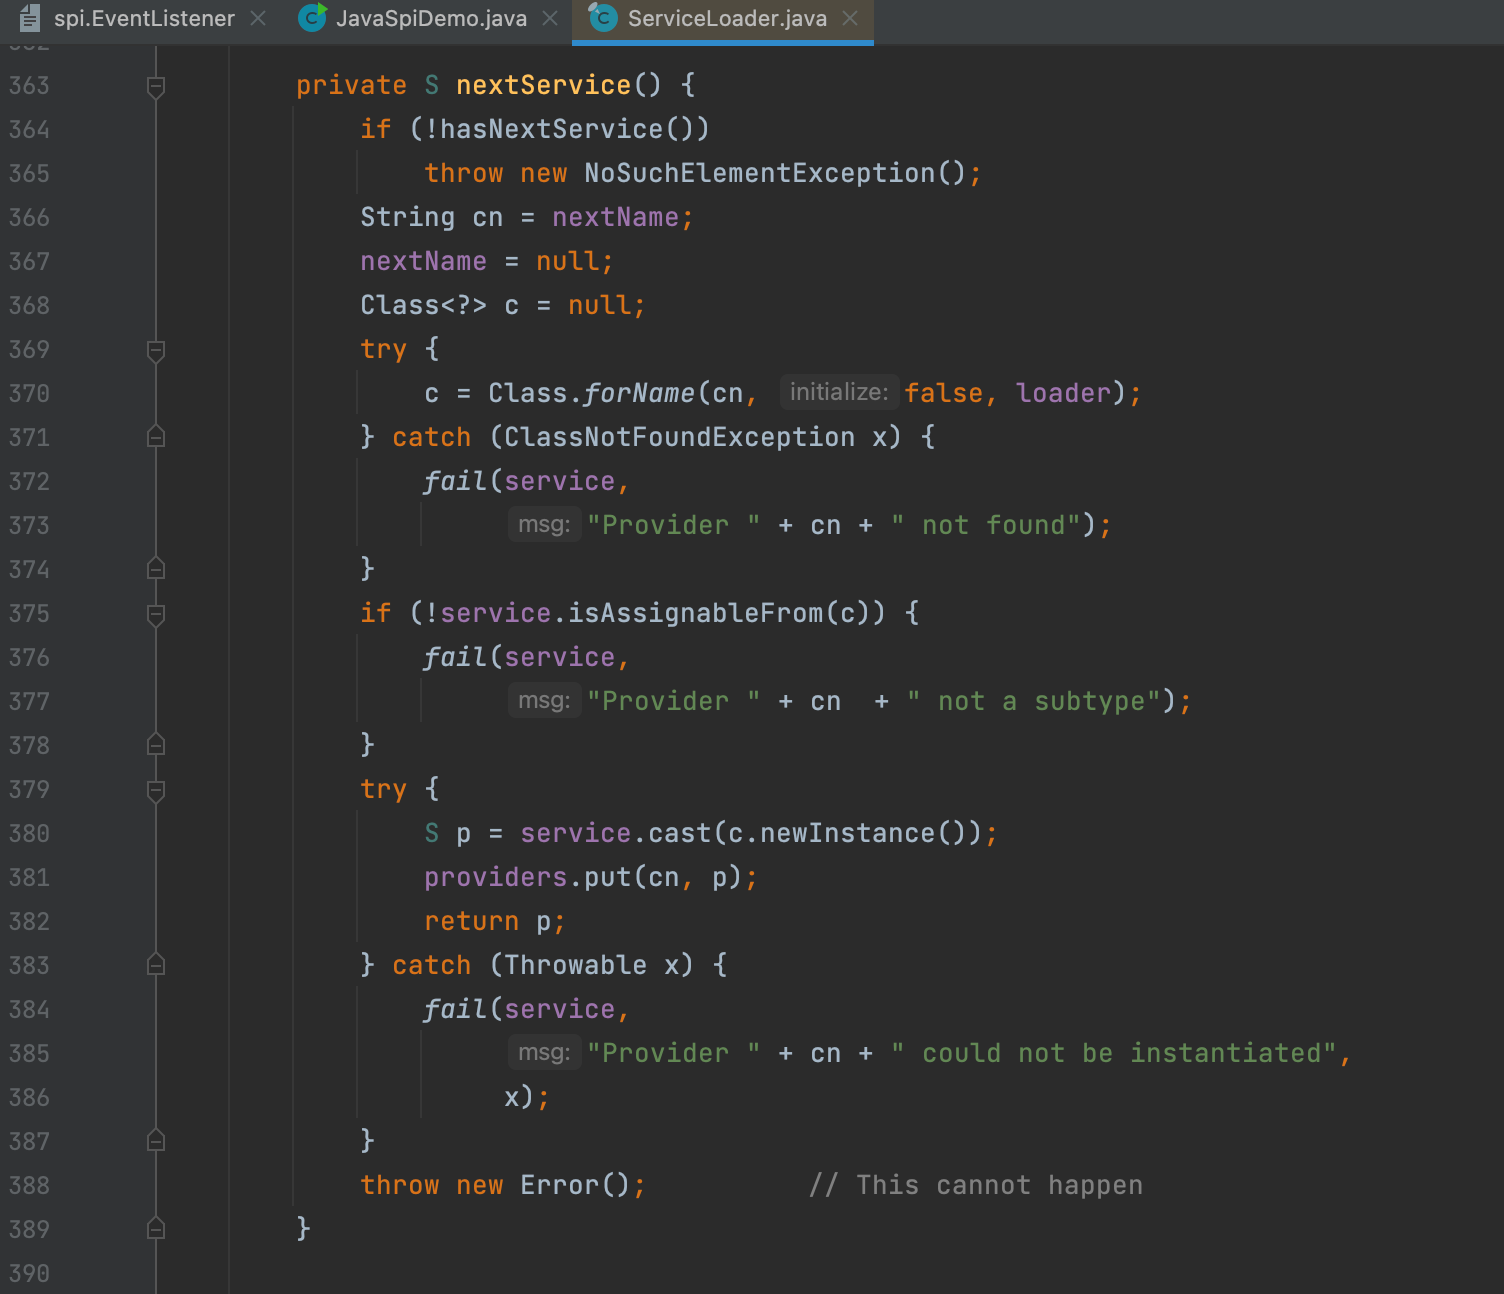 spi.EventListener JavaSpiDemo.java ServiceLoader.java
363 private S nextService() {
364 if (!hasNextService())
365 throw new NoSuchElementException();
366 String cn = nextName;
367 nextName = null;
368 Class<?> c = null;
369 try {
370 c = Class.forName(cn, initialize: false, loader);
371 } catch (ClassNotFoundException x) {
372 fail(service,
373 msg: "Provider " + cn + " not found");
374 }
375 if (!service.isAssignableFrom(c)) {
376 fail(service,
377 msg: "Provider " + cn  + " not a subtype");
378 }
379 try {
380 S p = service.cast(c.newInstance());
381 providers.put(cn, p);
382 return p;
383 } catch (Throwable x) {
384 fail(service,
385 msg: "Provider " + cn + " could not be instantiated",
386 x);
387 }
388 throw new Error();          // This cannot happen
389 }
390